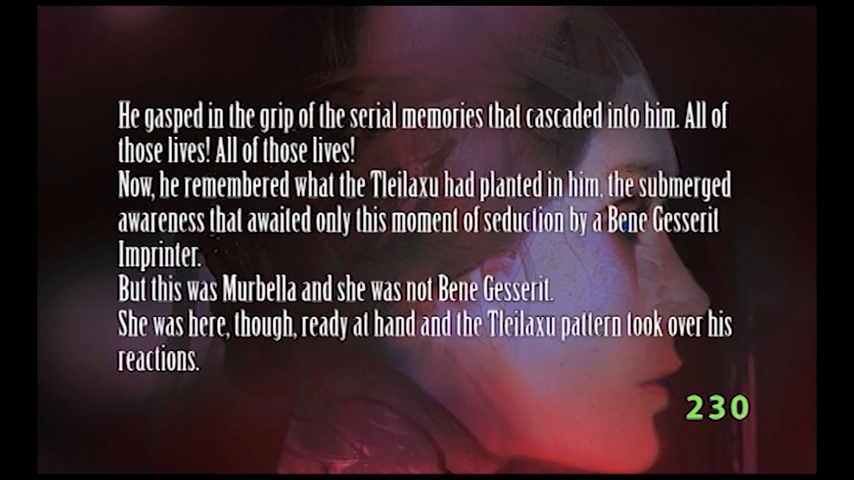 He gasped in the grip of the serial memories that cascaded into him. All of
those lives! All of those lives!
Now, he remembered what the Tleilaxu had planted in him, the submerged
awareness that awaited only this moment of seduction by a Bene Gesserit
Imprinter.
But this was Murbella and she was not Bene Gesserit.
She was here, though, ready at hand and the Tleilaxu pattern took over his
reactions.
230